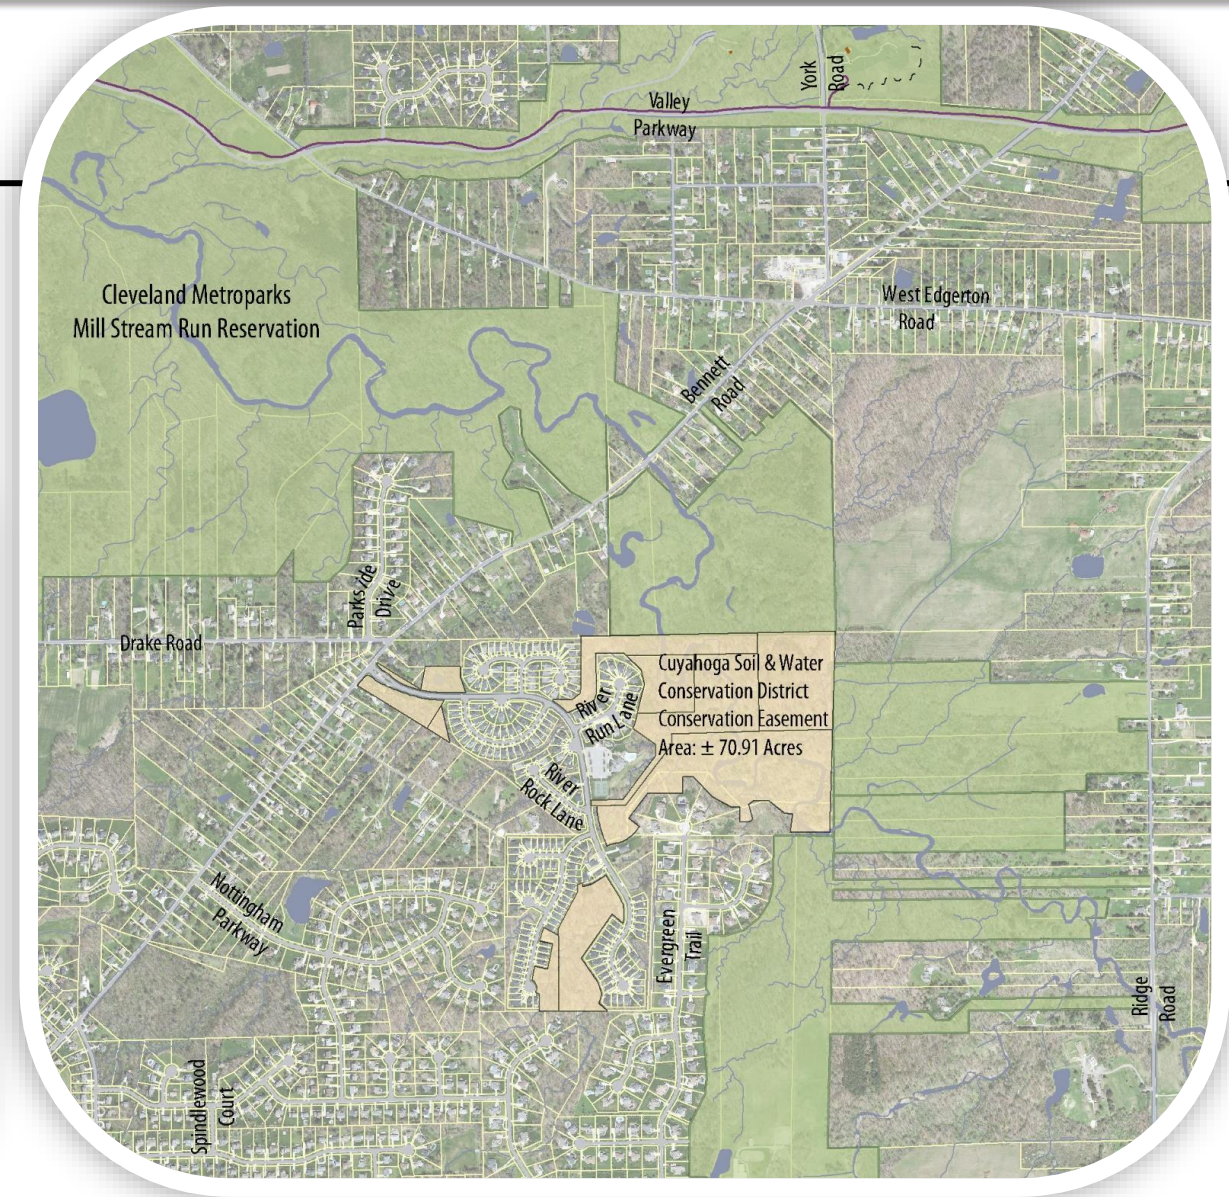 York
Road
Valley
Parkway
Cleveland Metroparks
Mill Stream Run Reservation
West Edgerton
Road
Bennett
Road
Parkside
Drive
Drake Road
Cuyahoga Soil & Water
Conservation District
Conservation Easement
Area: ± 70.91 Acres
River
Run Lane
River
Rock Lane
Nottingham
Parkway
Evergreen
Trail
Ridge
Road
Spindlewood
Court